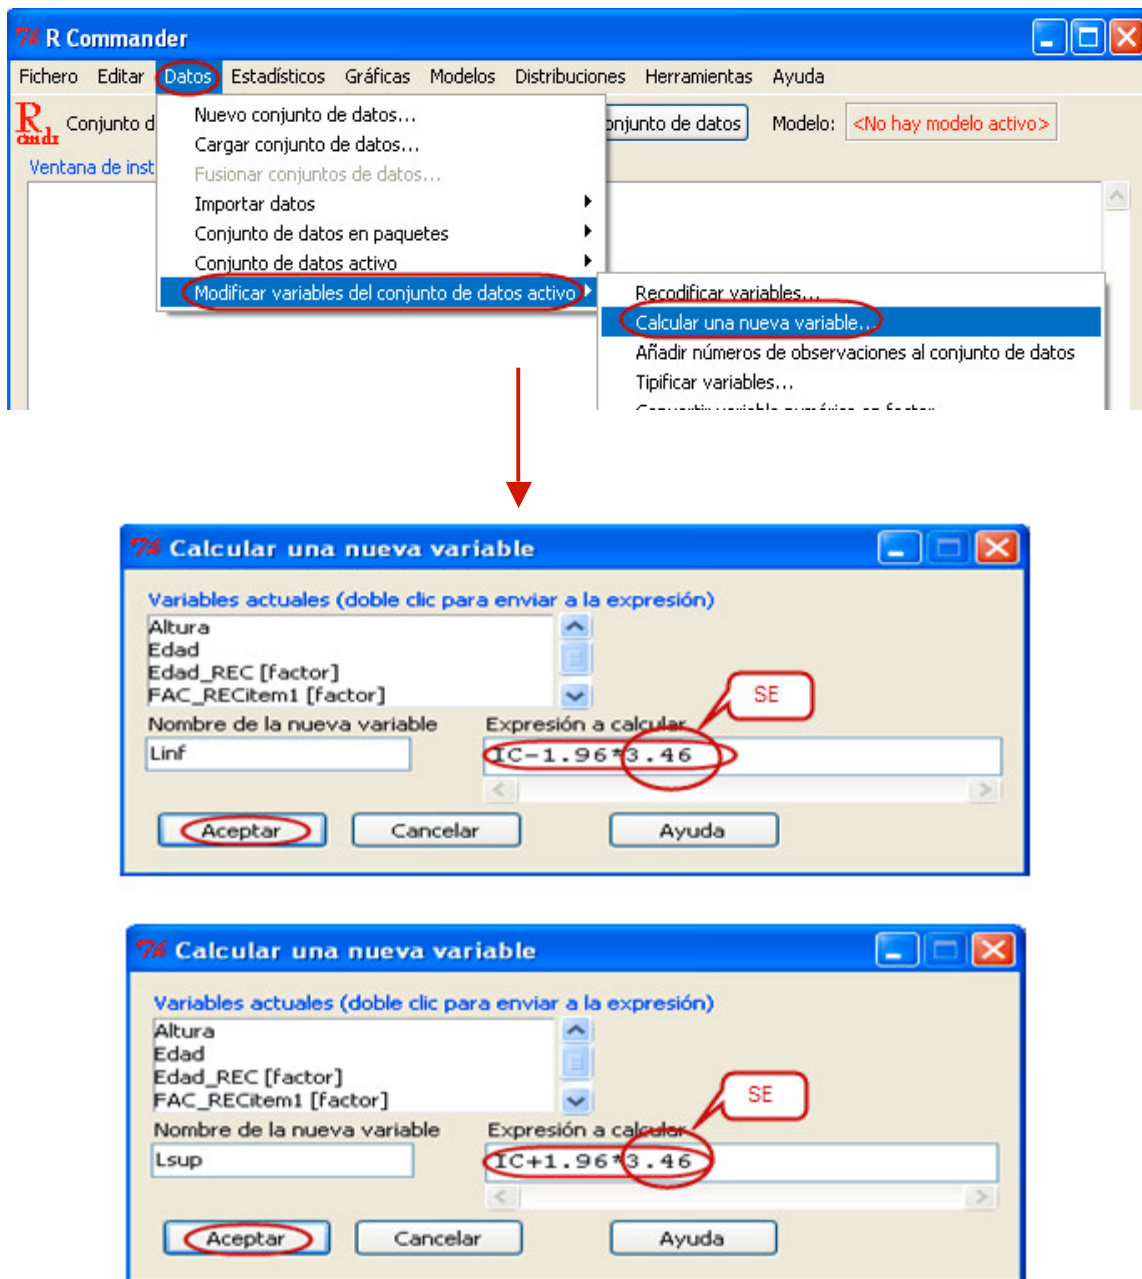 R Commander
Fichero Editar Datos Estadísticos Gráficas Modelos Distribuciones Herramientas Ayuda
R cmdr Conjunto d onjunto de datos Modelo: <No hay modelo activo>
Ventana de inst
Nuevo conjunto de datos...
Cargar conjunto de datos...
Fusionar conjuntos de datos...
Importar datos
Conjunto de datos en paquetes
Conjunto de datos activo
Modificar variables del conjunto de datos activo
Recodificar variables...
Calcular una nueva variable...
Añadir números de observaciones al conjunto de datos
Tipificar variables...
Convertir variable numérica en factor
Calcular una nueva variable
Variables actuales (doble clic para enviar a la expresión)
Altura
Edad
Edad_REC [factor]
FAC_RECitem1 [factor]
SE
Nombre de la nueva variable Expresión a calcular
Linf IC-1.96*3.46
Aceptar Cancelar Ayuda
Calcular una nueva variable
Variables actuales (doble clic para enviar a la expresión)
Altura
Edad
Edad_REC [factor]
FAC_RECitem1 [factor]
SE
Nombre de la nueva variable Expresión a calcular
Lsup IC+1.96*3.46
Aceptar Cancelar Ayuda